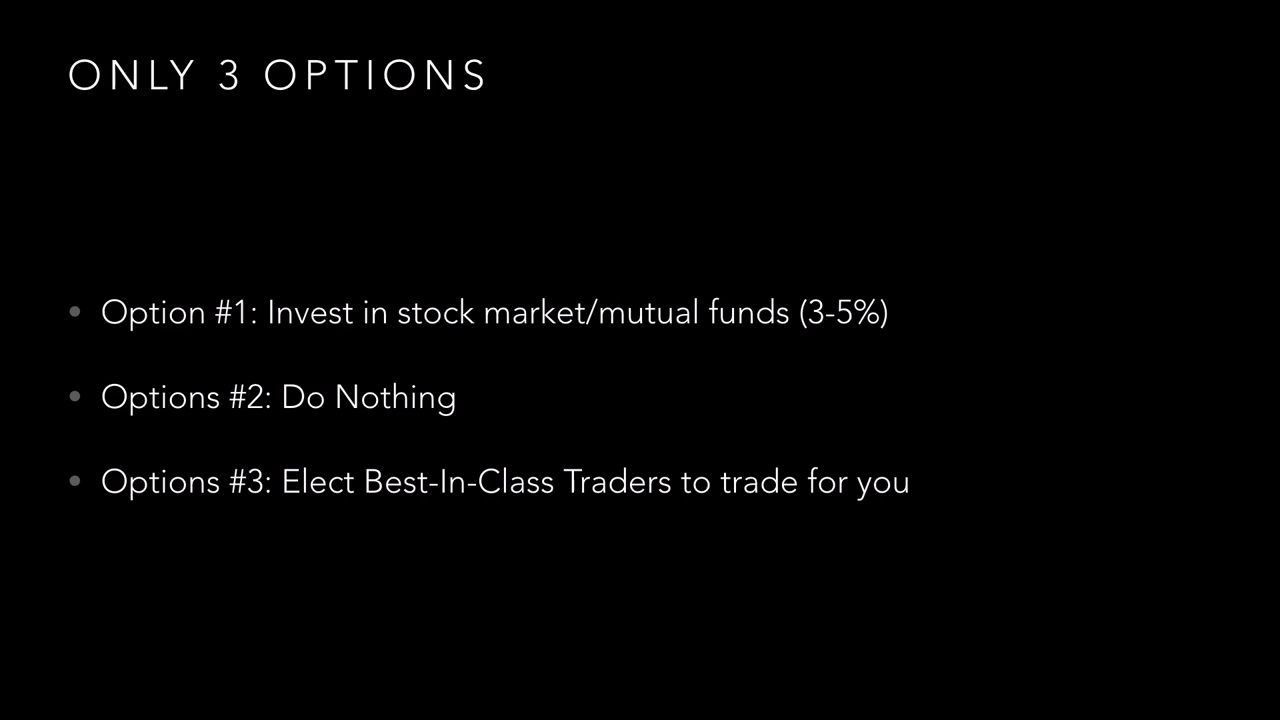 ONLY 3 OPTIONS
• Option #1: Invest in stock market/mutual funds (3-5%)
• Options #2: Do Nothing
• Options #3: Elect Best-In-Class Traders to trade for you